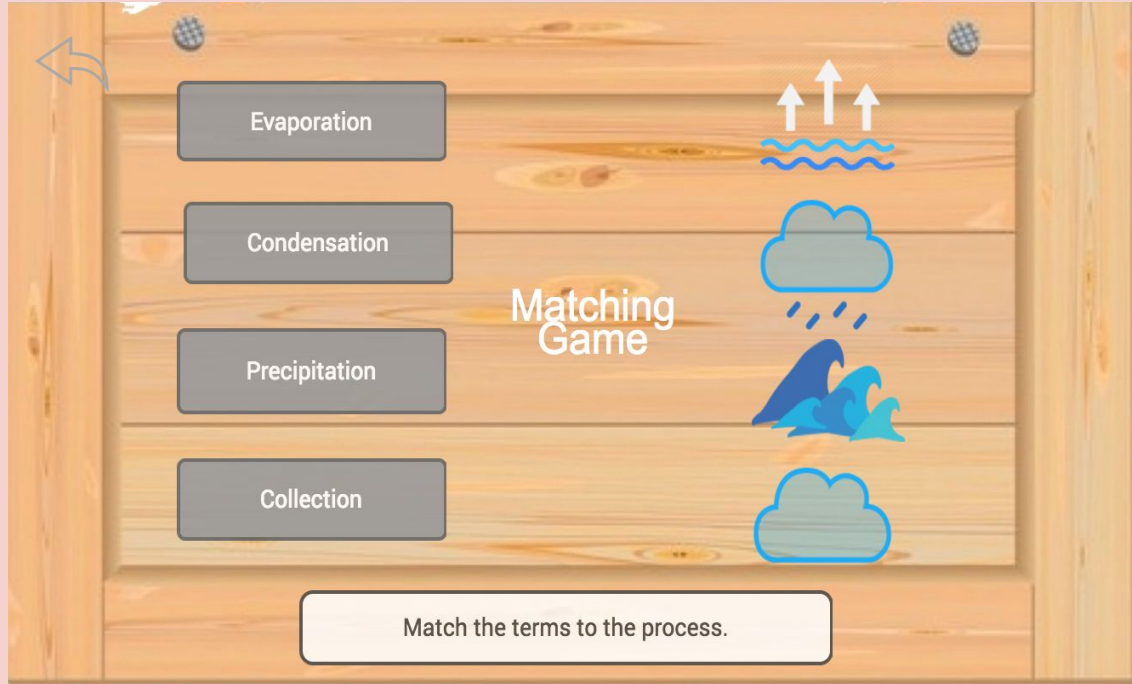 Evaporation
Condensation
Matching
Game
Precipitation
Collection
Match the terms to the process.